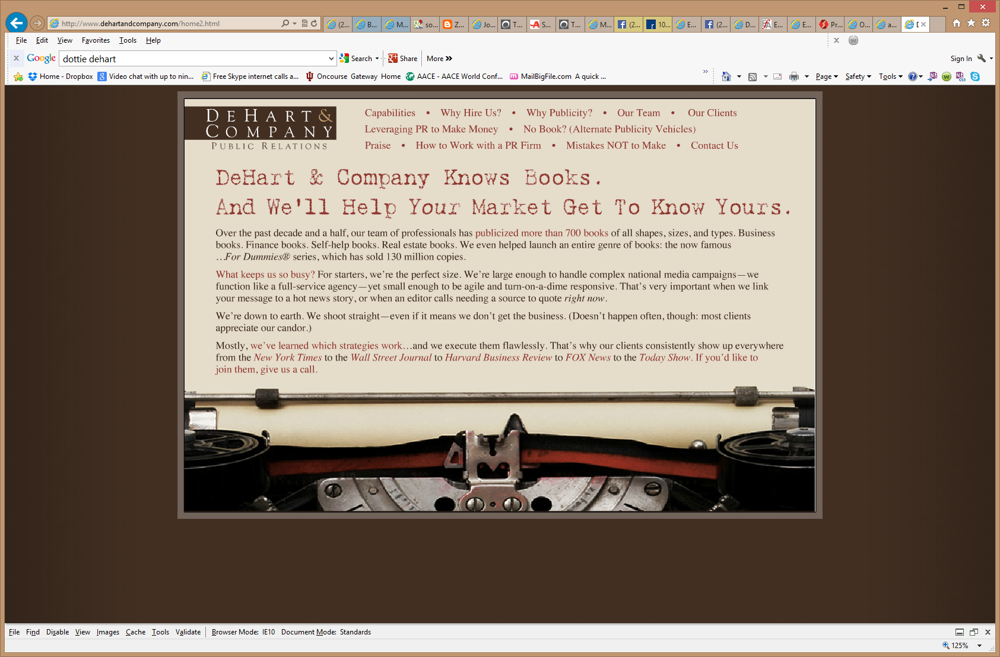 http://www.dehartandcompany.com/home2.html
(2... B... M... so... Z... Jo... T... S... T... M... (2... 10... E... (2... D... E... E... Pr... O... a...
File Edit View Favorites Tools Help
Google dottie dehart Search Share More Sign In
Home - Dropbox Video chat with up to nin... Free Skype internet calls a... Oncourse Gateway Home AACE - AACE World Conf... MailBigFile.com A quick ... Page Safety Tools
DeHart &
Company
Public Relations
Capabilities • Why Hire Us? • Why Publicity? • Our Team • Our Clients
Leveraging PR to Make Money • No Book? (Alternate Publicity Vehicles)
Praise • How to Work with a PR Firm • Mistakes NOT to Make • Contact Us
DeHart & Company Knows Books.
And We'll Help Your Market Get To Know Yours.
Over the past decade and a half, our team of professionals has publicized more than 700 books of all shapes, sizes, and types. Business
books. Finance books. Self-help books. Real estate books. We even helped launch an entire genre of books: the now famous
…For Dummies® series, which has sold 130 million copies.
What keeps us so busy? For starters, we're the perfect size. We're large enough to handle complex national media campaigns—we
function like a full-service agency—yet small enough to be agile and turn-on-a-dime responsive. That's very important when we link
your message to a hot news story, or when an editor calls needing a source to quote right now.
We're down to earth. We shoot straight—even if it means we don't get the business. (Doesn't happen often, though: most clients
appreciate our candor.)
Mostly, we've learned which strategies work…and we execute them flawlessly. That's why our clients consistently show up everywhere
from the New York Times to the Wall Street Journal to Harvard Business Review to FOX News to the Today Show. If you'd like to
join them, give us a call.
File Find Disable View Images Cache Tools Validate Browser Mode: IE10 Document Mode: Standards
125%